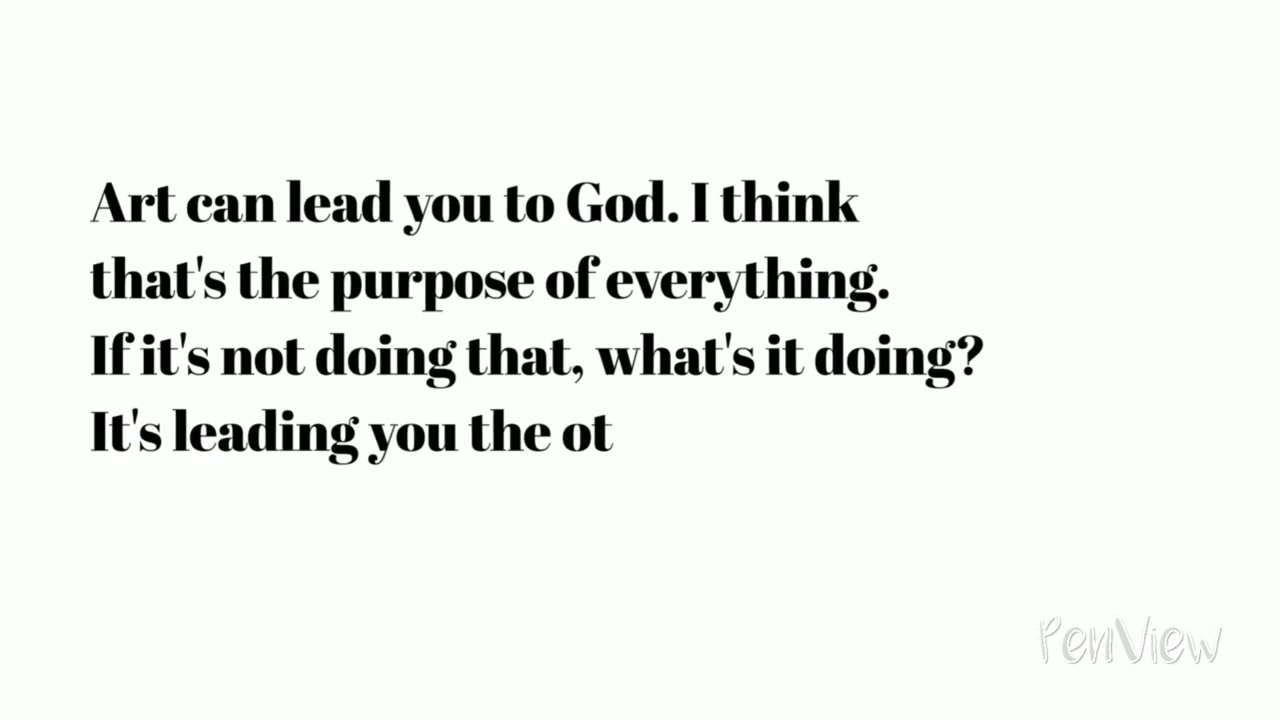 Art can lead you to God. I think
that's the purpose of everything.
If it's not doing that, what's it doing?
It's leading you the ot
PenView